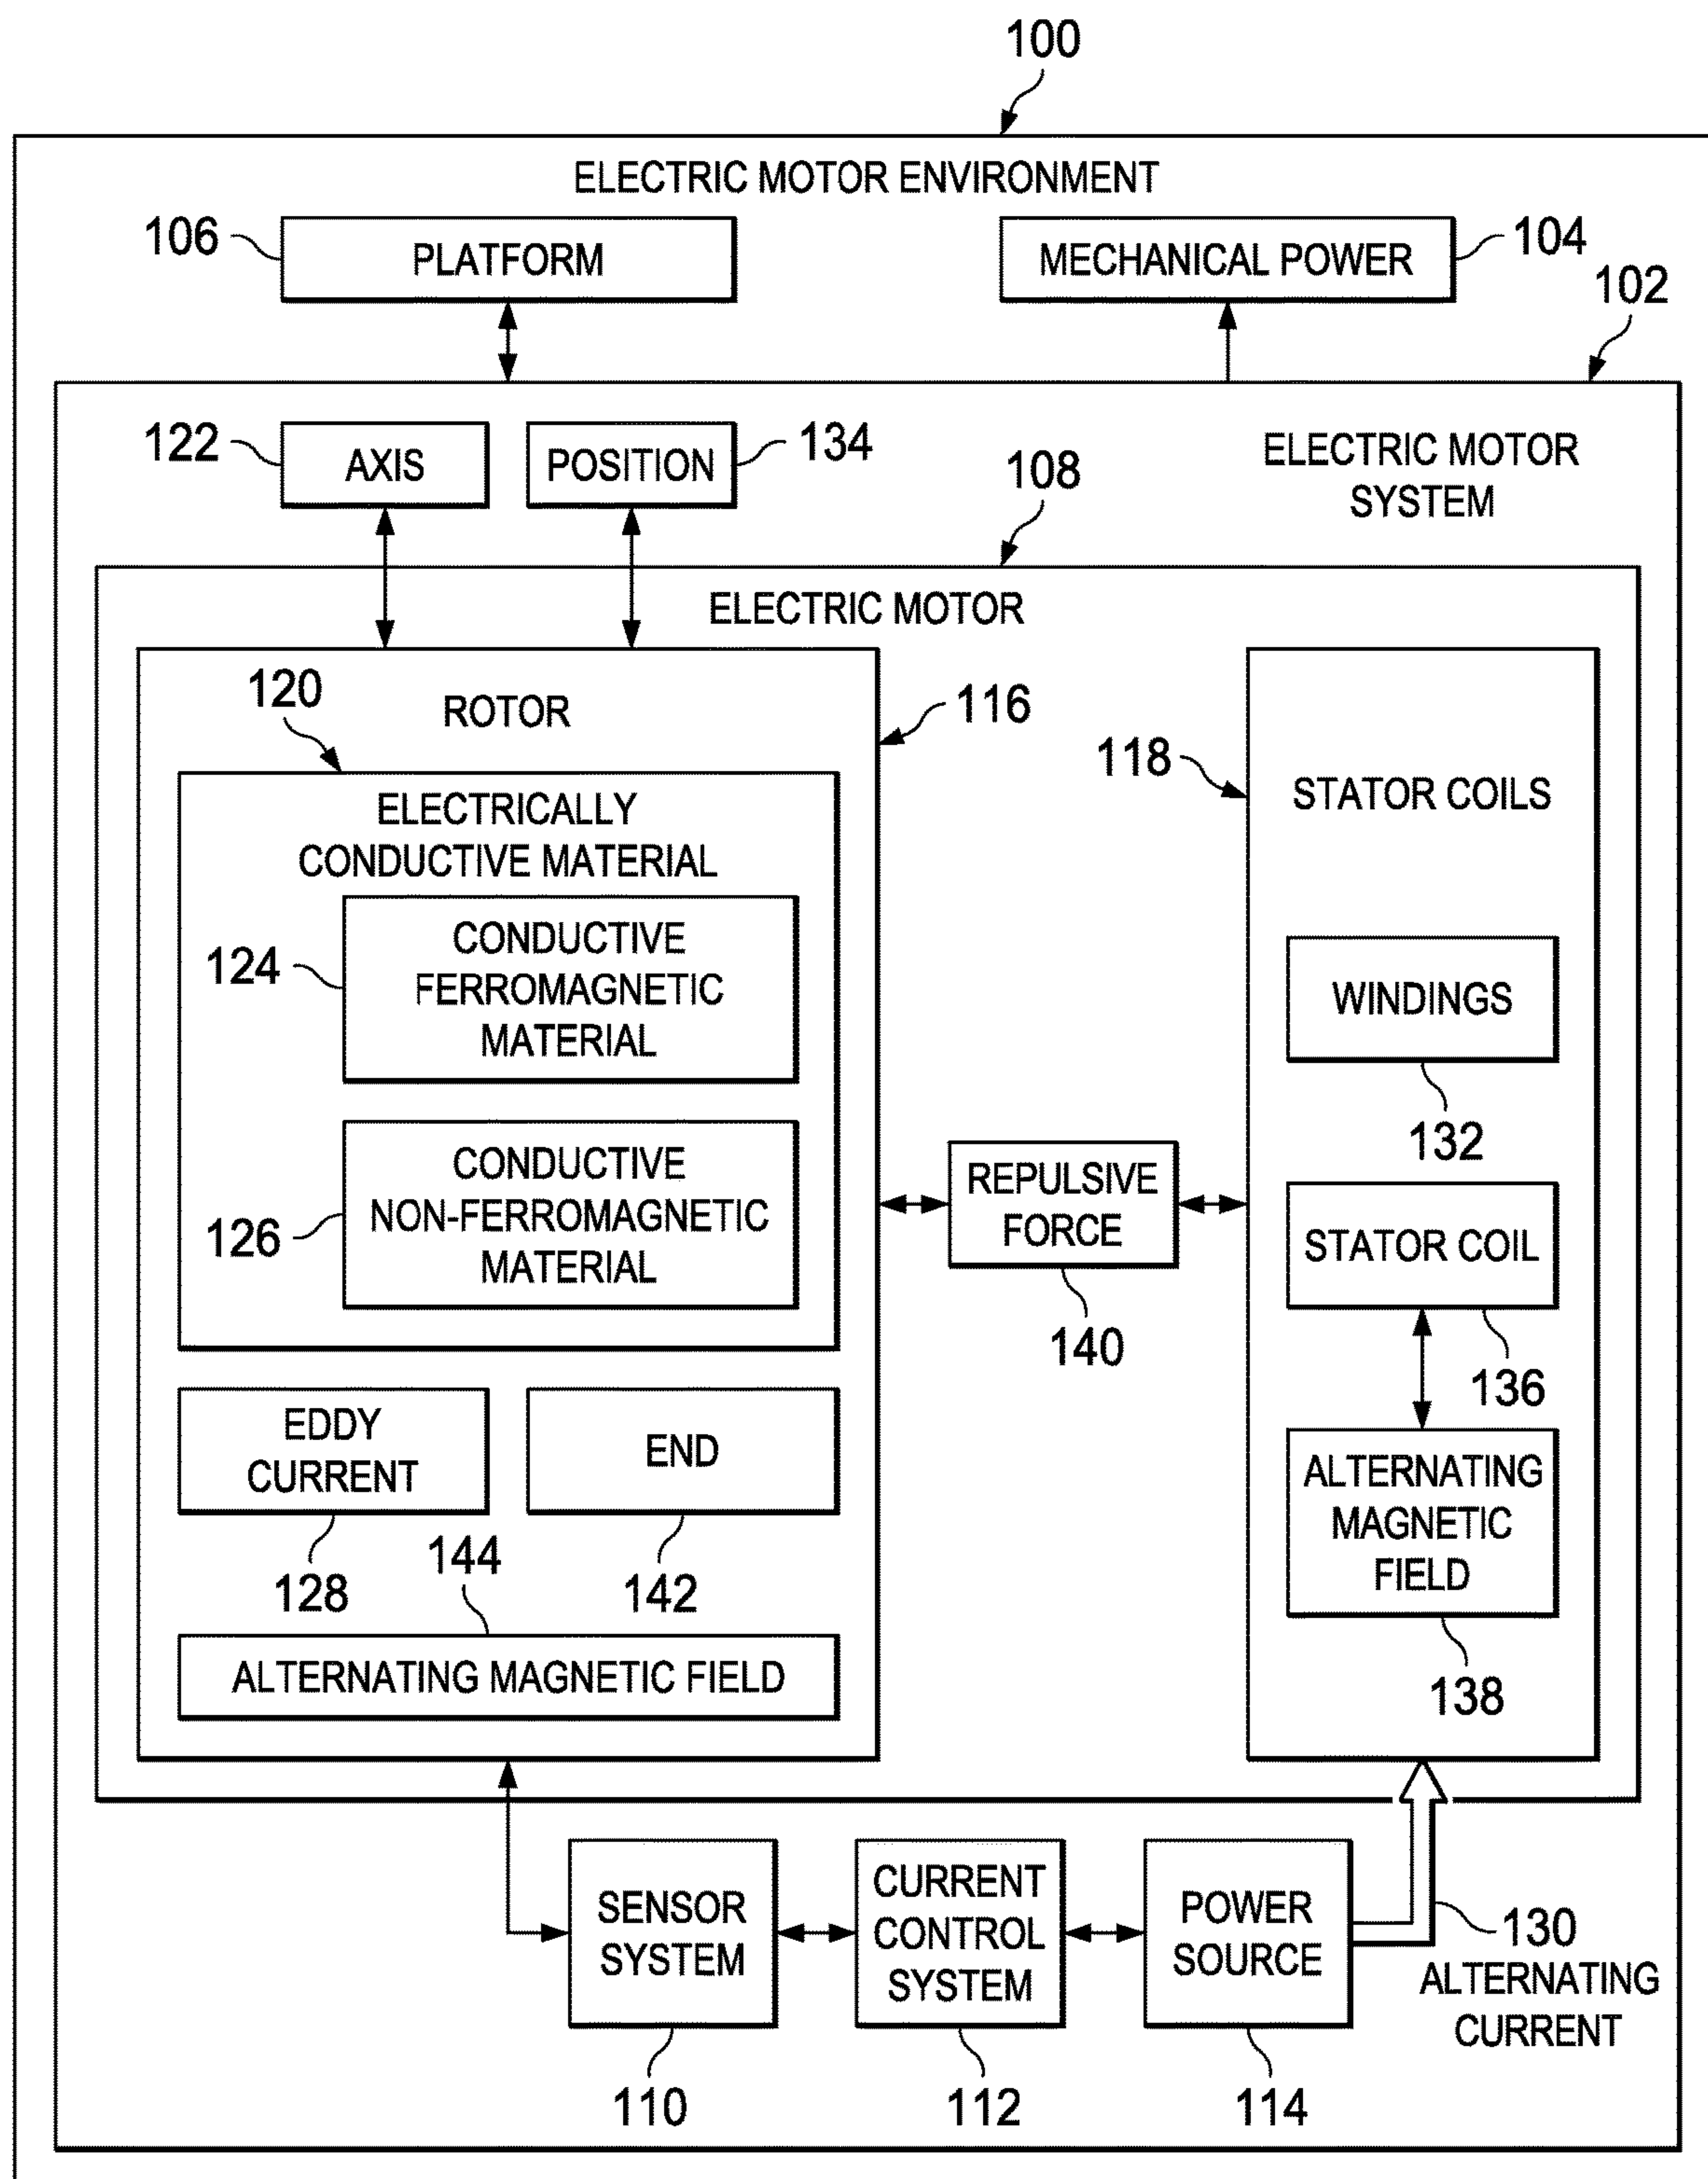 100
ELECTRIC MOTOR ENVIRONMENT
106
PLATFORM
MECHANICAL POWER
104
102
122
AXIS
POSITION
134
ELECTRIC MOTOR
SYSTEM
108
ELECTRIC MOTOR
120
ROTOR
116
ELECTRICALLY
CONDUCTIVE MATERIAL
124
CONDUCTIVE
FERROMAGNETIC
MATERIAL
126
CONDUCTIVE
NON-FERROMAGNETIC
MATERIAL
EDDY
CURRENT
128
END
142
144
ALTERNATING MAGNETIC FIELD
REPULSIVE
FORCE
140
118
STATOR COILS
WINDINGS
132
STATOR COIL
136
ALTERNATING
MAGNETIC
FIELD
138
SENSOR
SYSTEM
110
CURRENT
CONTROL
SYSTEM
112
POWER
SOURCE
114
130
ALTERNATING
CURRENT